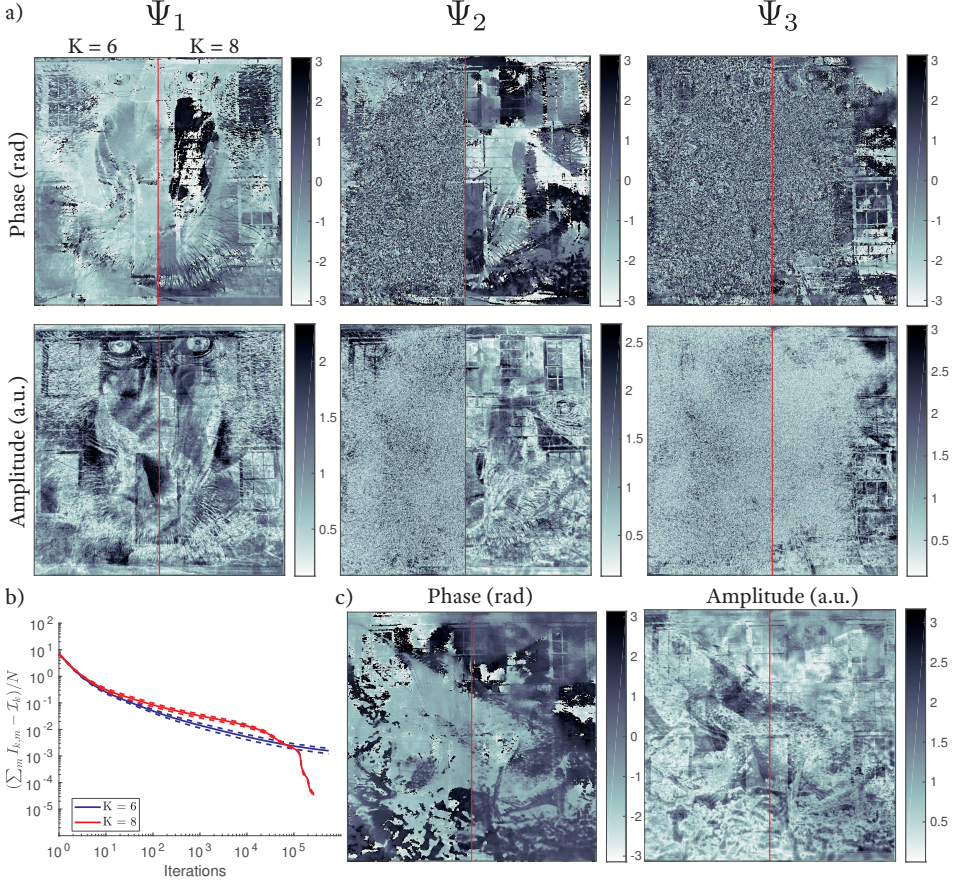 a)
Ψ1 Ψ2 Ψ3
K = 6 K = 8
Phase (rad)
3 2 1 0 -1 -2 -3
3 2 1 0 -1 -2 -3
3 2 1 0 -1 -2 -3
Amplitude (a.u.)
2 1.5 1 0.5
2.5 2 1.5 1 0.5
3 2.5 2 1.5 1 0.5
b)
(∑m Ik,m − ℐk)/N
10^2
10^1
10^0
10^-1
10^-2
10^-3
10^-4
10^-5
K = 6
K = 8
10^0 10^1 10^2 10^3 10^4 10^5
Iterations
c)
Phase (rad) Amplitude (a.u.)
3 2 1 0 -1 -2 -3
3 2.5 2 1.5 1 0.5